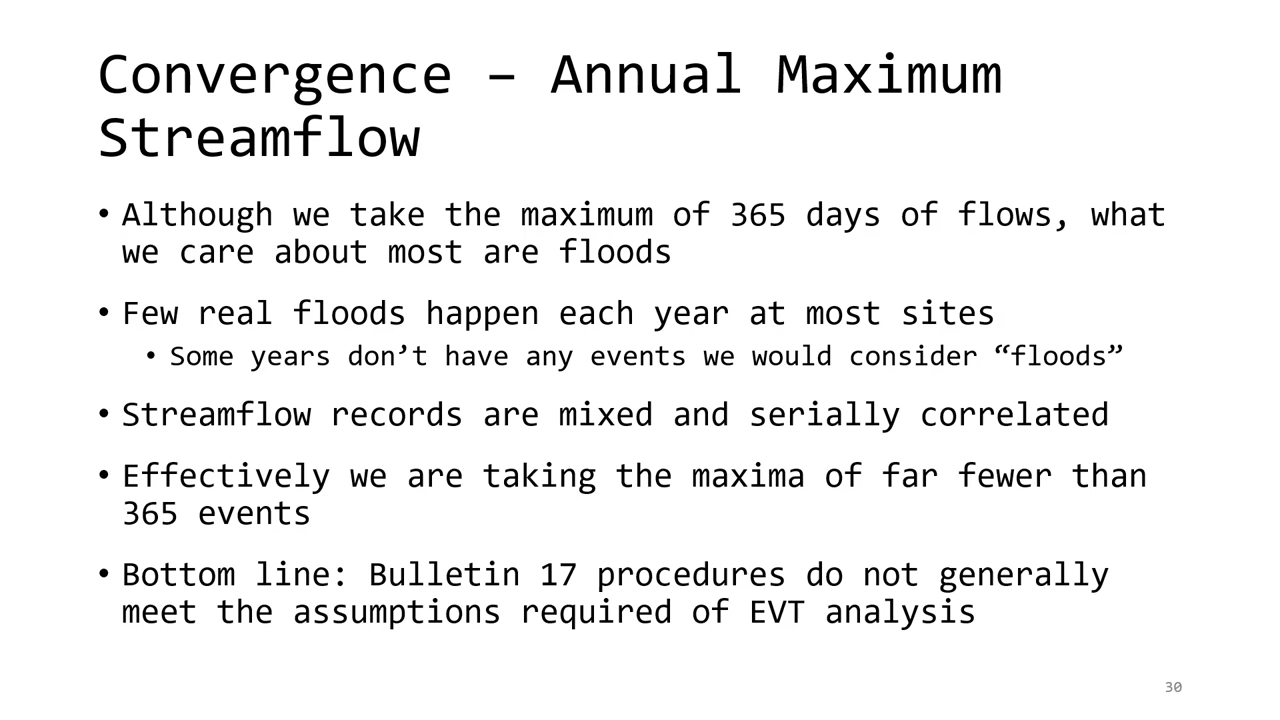 Convergence – Annual Maximum
Streamflow
• Although we take the maximum of 365 days of flows, what
we care about most are floods
• Few real floods happen each year at most sites
• Some years don’t have any events we would consider “floods”
• Streamflow records are mixed and serially correlated
• Effectively we are taking the maxima of far fewer than
365 events
• Bottom line: Bulletin 17 procedures do not generally
meet the assumptions required of EVT analysis
30